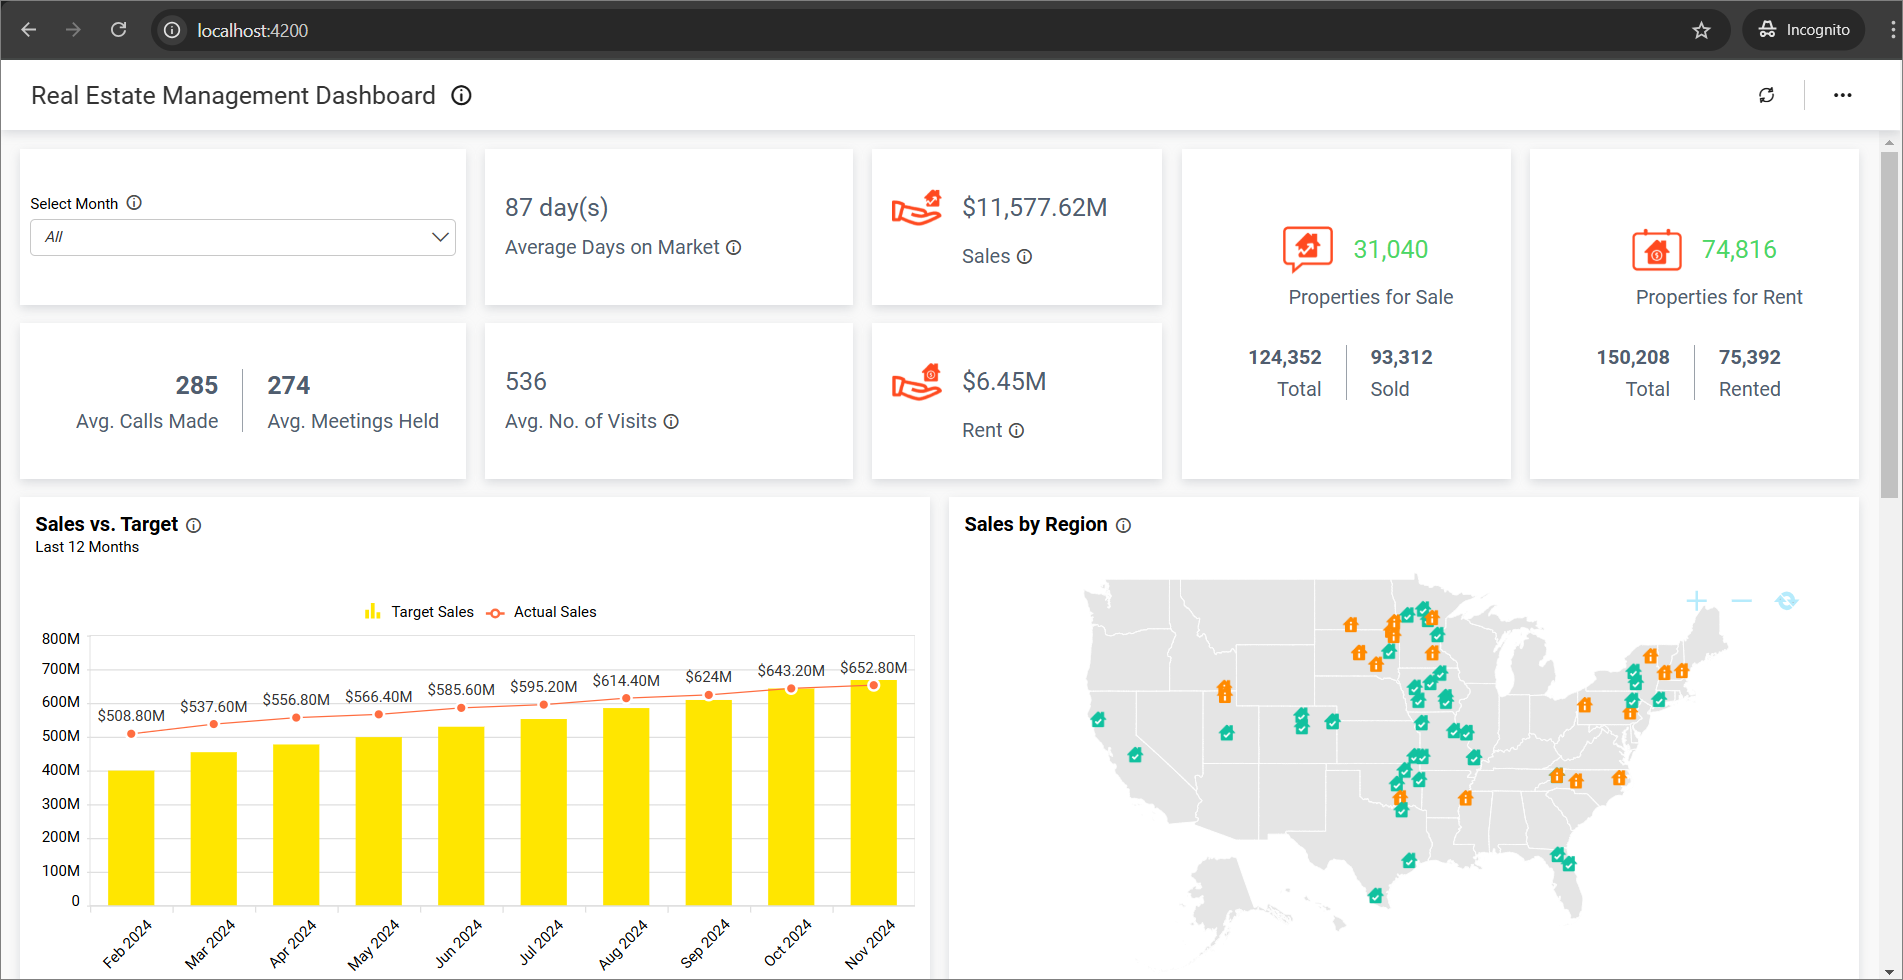 localhost:4200
Incognito
Real Estate Management Dashboard
Select Month
All
87 day(s)
Average Days on Market
$11,577.62M
Sales
31,040
Properties for Sale
124,352
Total
93,312
Sold
74,816
Properties for Rent
150,208
Total
75,392
Rented
285
Avg. Calls Made
274
Avg. Meetings Held
536
Avg. No. of Visits
$6.45M
Rent
Sales vs. Target
Last 12 Months
Target Sales
Actual Sales
800M
700M
600M
500M
400M
300M
200M
100M
0
$508.80M
$537.60M
$556.80M
$566.40M
$585.60M
$595.20M
$614.40M
$624M
$643.20M
$652.80M
Feb 2024
Mar 2024
Apr 2024
May 2024
Jun 2024
Jul 2024
Aug 2024
Sep 2024
Oct 2024
Nov 2024
Sales by Region